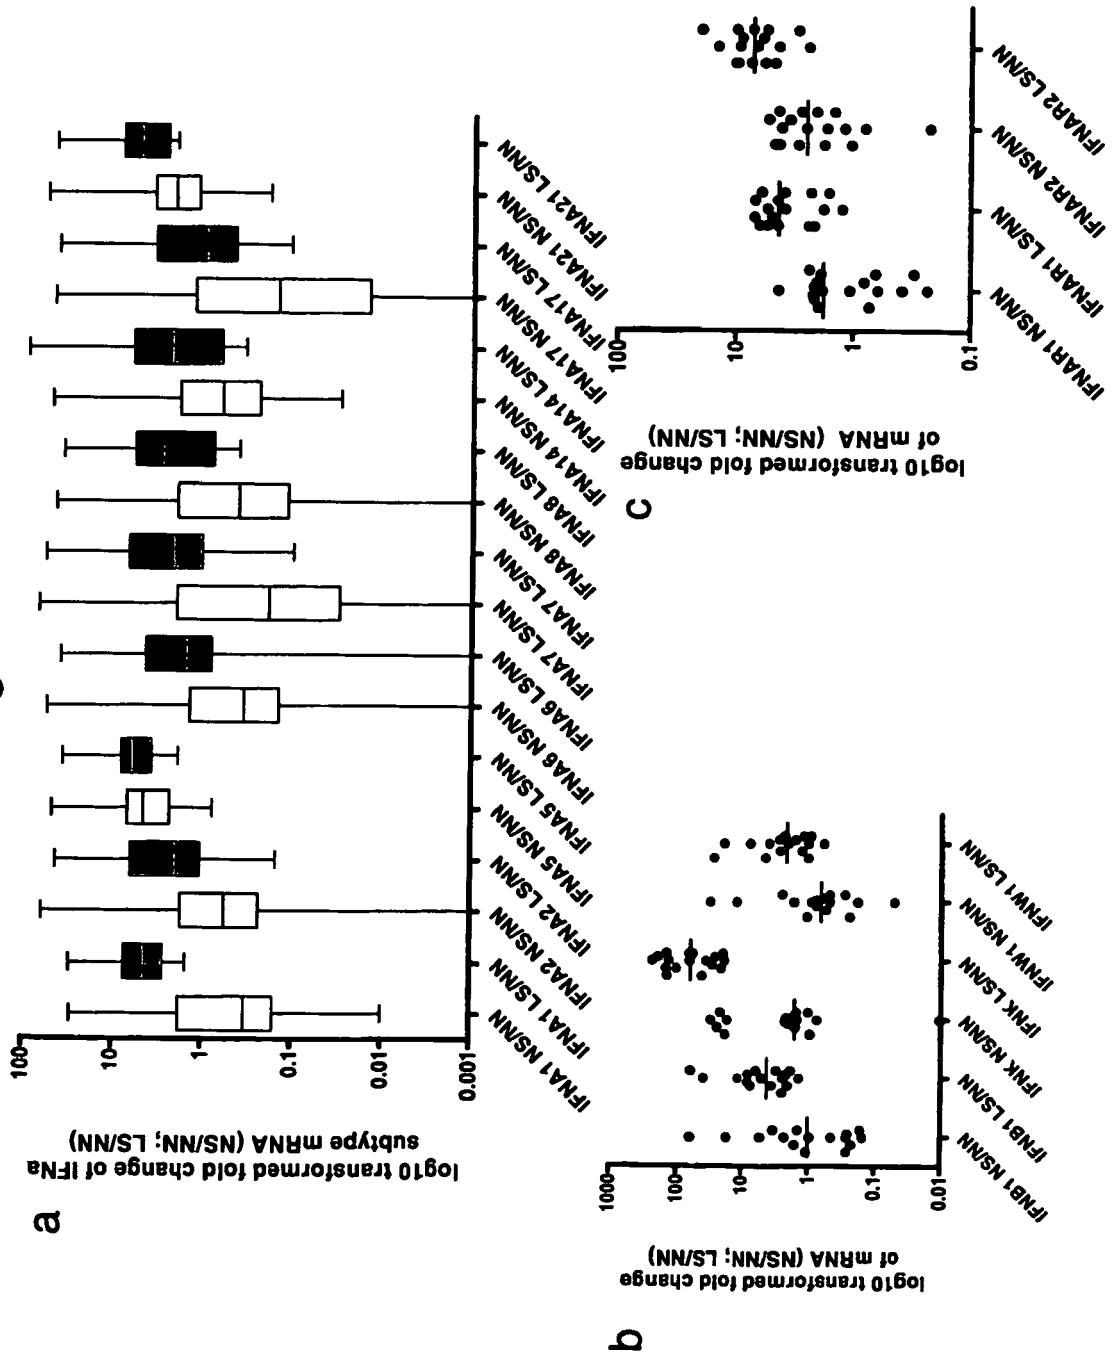 a
log10 transformed fold change of IFNa
subtype mRNA (NS/NN; LS/NN)
100
10
1
0.1
0.01
0.001
IFNA1 NS/NN
IFNA1 LS/NN
IFNA2 NS/NN
IFNA2 LS/NN
IFNA5 NS/NN
IFNA5 LS/NN
IFNA6 NS/NN
IFNA6 LS/NN
IFNA7 LS/NN
IFNA7 LS/NN
IFNA8 NS/NN
IFNA8 LS/NN
IFNA14 NS/NN
IFNA14 LS/NN
IFNA17 NS/NN
IFNA17 LS/NN
IFNA21 NS/NN
IFNA21 LS/NN
b
log10 transformed fold change
of mRNA (NS/NN; LS/NN)
1000
100
10
1
0.1
0.01
IFNB1 NS/NN
IFNB1 LS/NN
IFNK NS/NN
IFNK LS/NN
IFNW1 NS/NN
IFNW1 LS/NN
c
log10 transformed fold change
of mRNA (NS/NN; LS/NN)
100
10
1
0.1
IFNAR1 NS/NN
IFNAR1 LS/NN
IFNAR2 NS/NN
IFNAR2 LS/NN